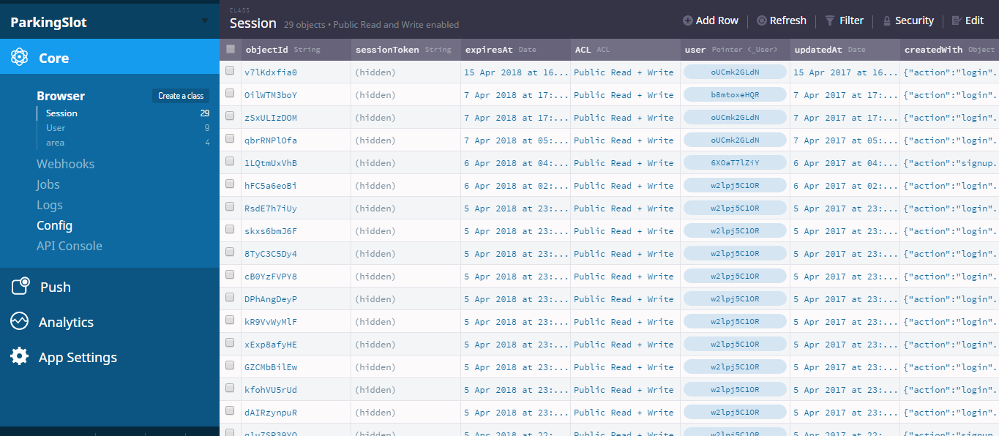 ParkingSlot
Core
Browser Create a class
Session 29
User 9
area 4
Webhooks
Jobs
Logs
Config
API Console
Push
Analytics
App Settings
CLASS
Session 29 objects • Public Read and Write enabled
Add Row Refresh Filter Security Edit
objectId String sessionToken String expiresAt Date ACL ACL user Pointer <_User> updatedAt Date createdWith Object
v7lKdxfia0 (hidden) 15 Apr 2018 at 16... Public Read + Write oUCmk2GLdN 15 Apr 2017 at 16... {"action":"login".
OilWTM3boY (hidden) 7 Apr 2018 at 17:... Public Read + Write b8mtoxeHQR 7 Apr 2017 at 17:... {"action":"login".
zSxULIzDOM (hidden) 7 Apr 2018 at 17:... Public Read + Write oUCmk2GLdN 7 Apr 2017 at 17:... {"action":"login".
qbrRNPlOfa (hidden) 7 Apr 2018 at 05:... Public Read + Write oUCmk2GLdN 7 Apr 2017 at 05:... {"action":"login".
1LQtmUxVhB (hidden) 6 Apr 2018 at 04:... Public Read + Write 6XOaT7lZiY 6 Apr 2017 at 04:... {"action":"signup.
hFC5a6eoBi (hidden) 6 Apr 2018 at 02:... Public Read + Write w2lpj5C1OR 6 Apr 2017 at 02:... {"action":"login".
RsdE7h7iUy (hidden) 5 Apr 2018 at 23:... Public Read + Write w2lpj5C1OR 5 Apr 2017 at 23:... {"action":"login".
skxs6bmJ6F (hidden) 5 Apr 2018 at 23:... Public Read + Write w2lpj5C1OR 5 Apr 2017 at 23:... {"action":"login".
8TyC3C5Dy4 (hidden) 5 Apr 2018 at 23:... Public Read + Write w2lpj5C1OR 5 Apr 2017 at 23:... {"action":"login".
cB0YzFVPY8 (hidden) 5 Apr 2018 at 23:... Public Read + Write w2lpj5C1OR 5 Apr 2017 at 23:... {"action":"login".
DPhAngDeyP (hidden) 5 Apr 2018 at 23:... Public Read + Write w2lpj5C1OR 5 Apr 2017 at 23:... {"action":"login".
kR9VvWyMlF (hidden) 5 Apr 2018 at 23:... Public Read + Write w2lpj5C1OR 5 Apr 2017 at 23:... {"action":"login".
xExp8afyHE (hidden) 5 Apr 2018 at 23:... Public Read + Write w2lpj5C1OR 5 Apr 2017 at 23:... {"action":"login".
GZCMbBilEw (hidden) 5 Apr 2018 at 23:... Public Read + Write w2lpj5C1OR 5 Apr 2017 at 23:... {"action":"login".
kfohVU5rUd (hidden) 5 Apr 2018 at 23:... Public Read + Write w2lpj5C1OR 5 Apr 2017 at 23:... {"action":"login".
dAIRzynpuR (hidden) 5 Apr 2018 at 23:... Public Read + Write w2lpj5C1OR 5 Apr 2017 at 23:... {"action":"login".
(hidden) 5 Apr 2018 at 22:... Public Read + Write w2lpj5C1OR 5 Apr 2017 at 22:... {"action":"signup.